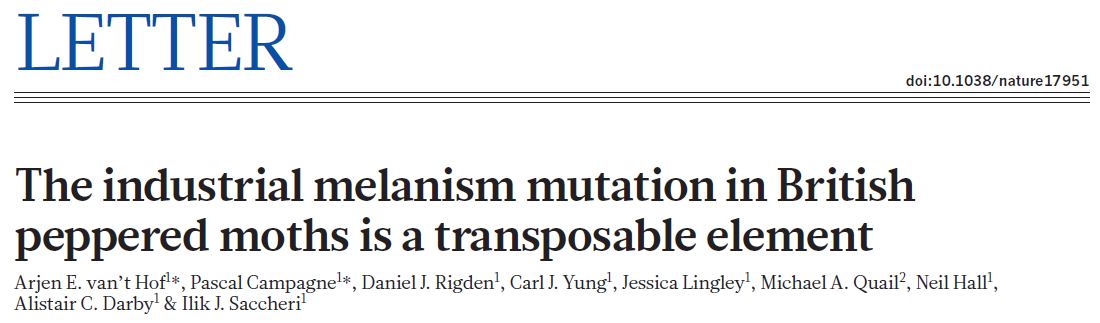 LETTER
doi:10.1038/nature17951
The industrial melanism mutation in British
peppered moths is a transposable element
Arjen E. van’t Hof1*, Pascal Campagne1*, Daniel J. Rigden1, Carl J. Yung1, Jessica Lingley1, Michael A. Quail2, Neil Hall1,
Alistair C. Darby1 & Ilik J. Saccheri1